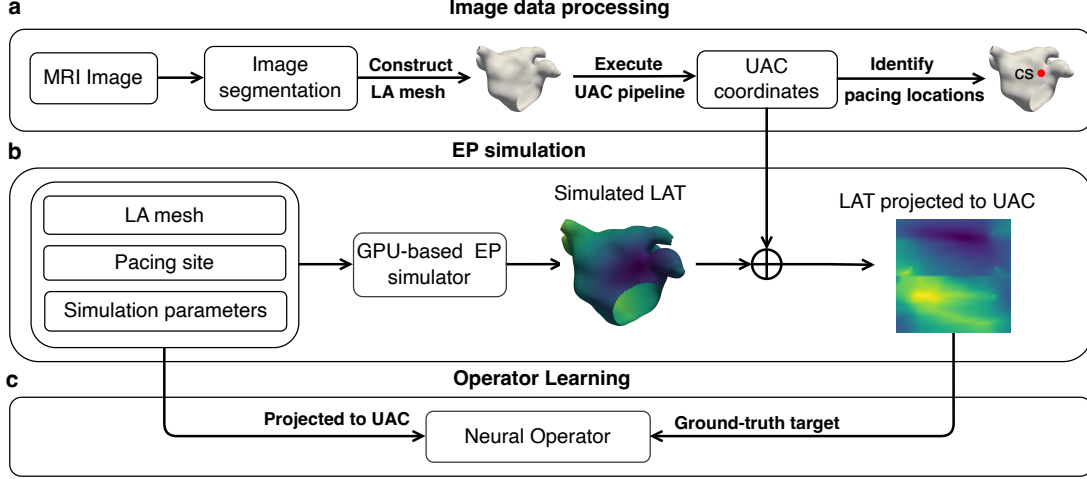 a
Image data processing
MRI Image
Image
segmentation
Construct
LA mesh
Execute
UAC pipeline
UAC
coordinates
Identify
pacing locations
CS
b
EP simulation
LA mesh
Pacing site
Simulation parameters
GPU-based EP
simulator
Simulated LAT
LAT projected to UAC
c
Operator Learning
Projected to UAC
Neural Operator
Ground-truth target